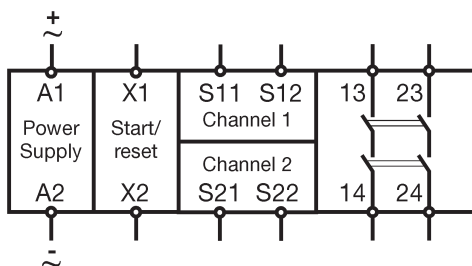 +
~
A1 X1 S11 S12 13 23
Power Supply
Start/ reset
Channel 1
Channel 2
A2 X2 S21 S22 14 24
-
~